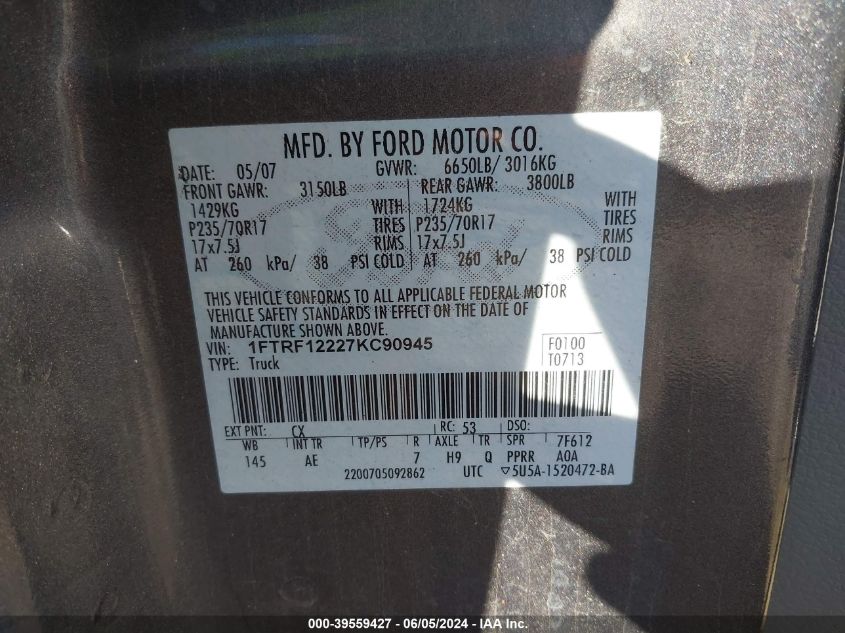 MFD. BY FORD MOTOR CO.
DATE: 05/07 GVWR: 6650LB/ 3016KG
FRONT GAWR: 3150LB REAR GAWR: 3800LB
1429KG WITH 1724KG WITH
P235/70R17 TIRES P235/70R17 TIRES
17x7.5J RIMS 17x7.5J RIMS
AT 260 kPa/ 38 PSI COLD AT 260 kPa/ 38 PSI COLD
THIS VEHICLE CONFORMS TO ALL APPLICABLE FEDERAL MOTOR
VEHICLE SAFETY STANDARDS IN EFFECT ON THE DATE OF
MANUFACTURE SHOWN ABOVE.
VIN: 1FTRF12227KC90945 F0100
TYPE: Truck T0713
EXT PNT: CX RC: 53 DSO:
WB INT TR TP/PS R AXLE TR SPR 7F612
145 AE 7 H9 Q PPRR A0A
2200705092862 UTC ▽5U5A-1520472-BA
000-39559427 - 06/05/2024 - IAA Inc.